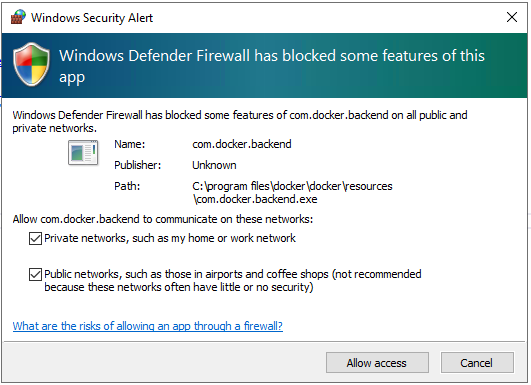 Windows Security Alert
Windows Defender Firewall has blocked some features of this
app
Windows Defender Firewall has blocked some features of com.docker.backend on all public and
private networks.
Name: com.docker.backend
Publisher: Unknown
Path: C:\program files\docker\docker\resources
\com.docker.backend.exe
Allow com.docker.backend to communicate on these networks:
Private networks, such as my home or work network
Public networks, such as those in airports and coffee shops (not recommended
because these networks often have little or no security)
What are the risks of allowing an app through a firewall?
Allow access Cancel